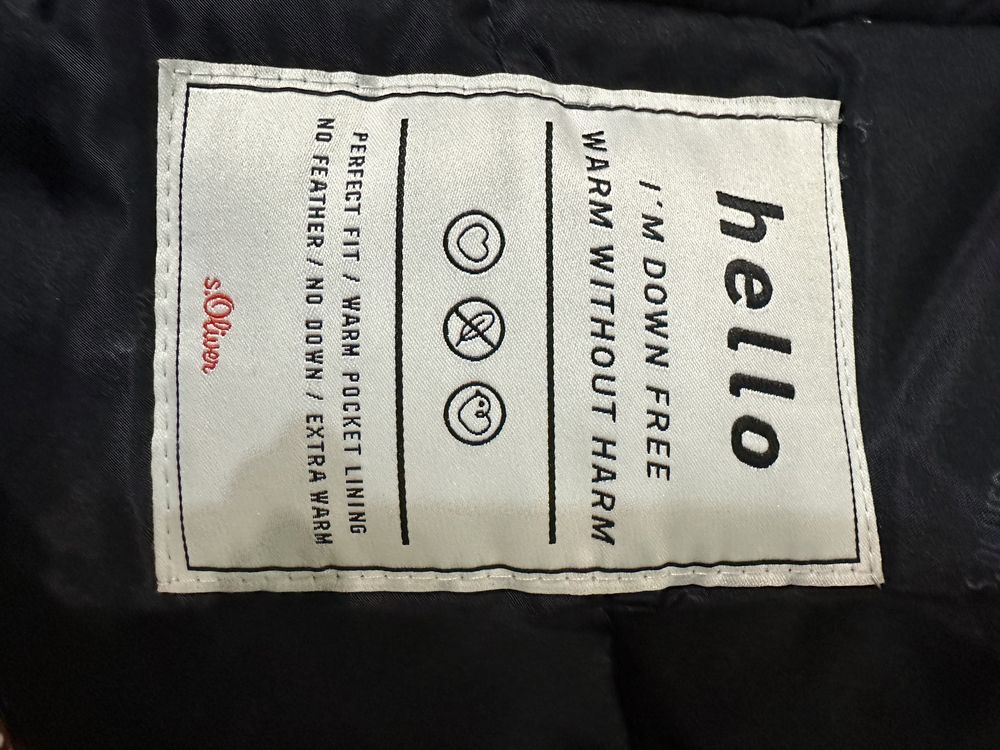 hello
I´M DOWN FREE
WARM WITHOUT HARM
PERFECT FIT / WARM POCKET LINING
NO FEATHER / NO DOWN / EXTRA WARM
s.Oliver